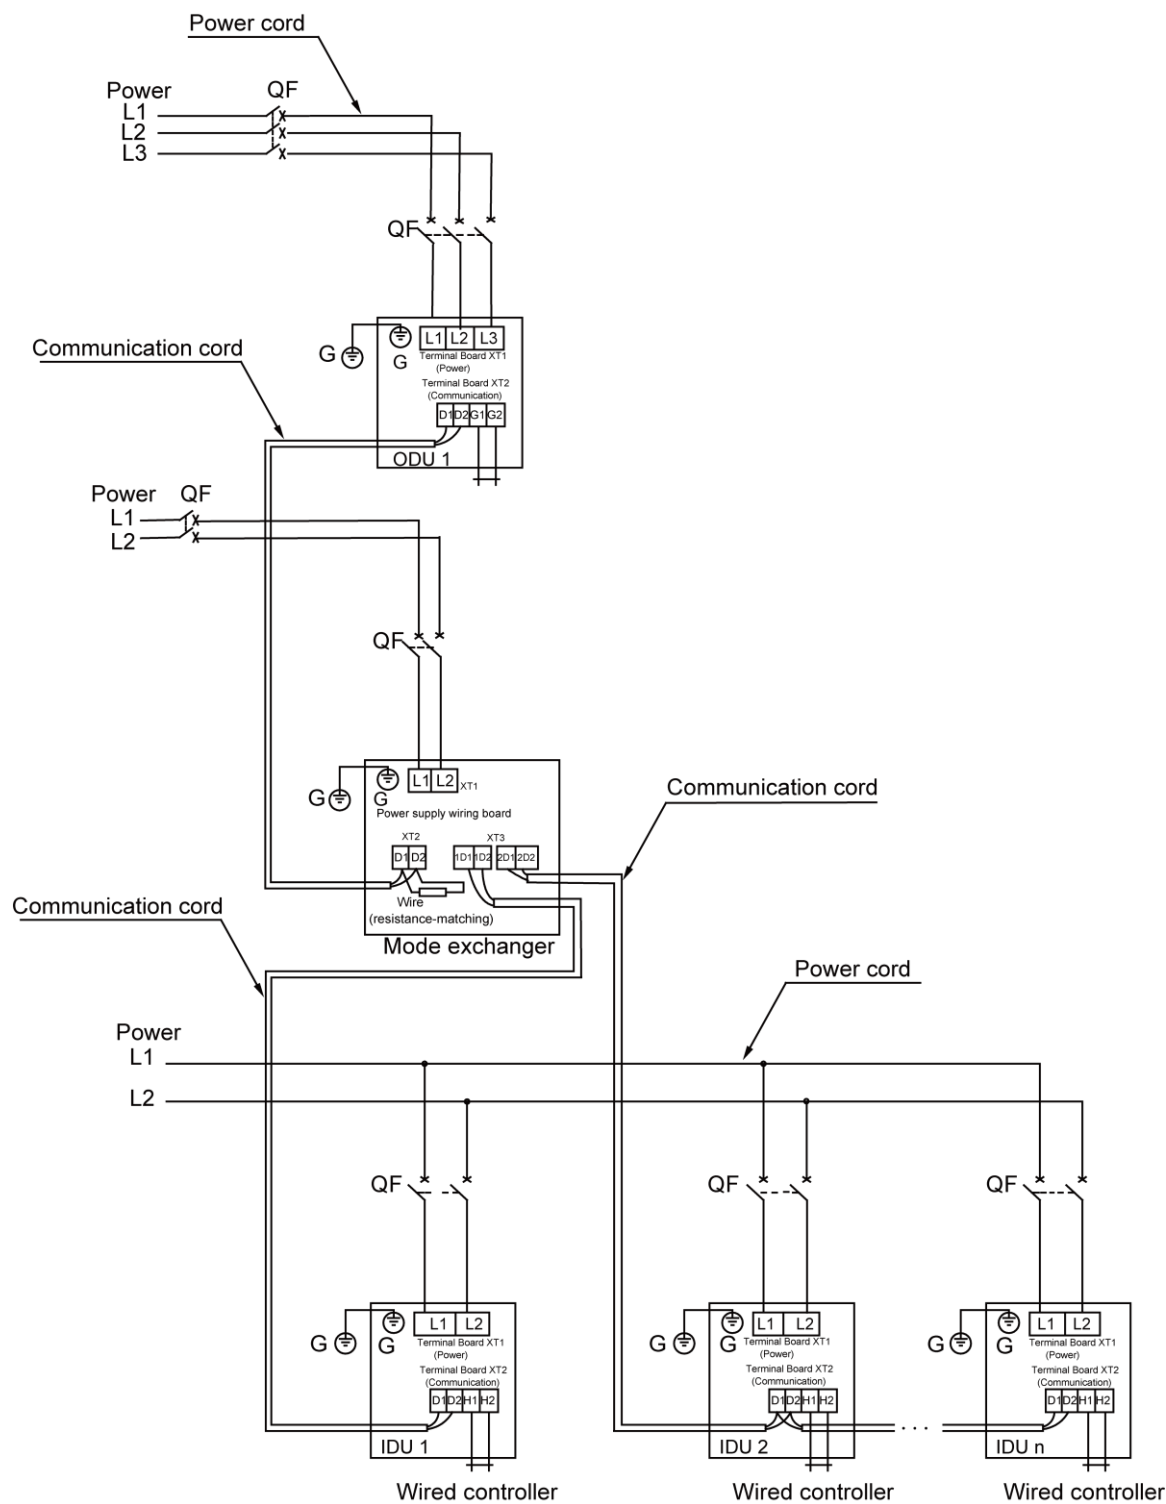 Power cord
Power
QF
L1
L2
L3
QF
Communication cord
G
G
L1 L2 L3
Terminal Board XT1
(Power)
Terminal Board XT2
(Communication)
D1 D2 G1 G2
ODU 1
Power QF
L1
L2
QF
G
G
L1 L2 XT1
Power supply wiring board
XT2 XT3
D1 D2 1D1 1D2 2D1 2D2
Wire
(resistance-matching)
Mode exchanger
Communication cord
Communication cord
Power cord
Power
L1
L2
QF QF QF
G G L1 L2
Terminal Board XT1
(Power)
Terminal Board XT2
(Communication)
D1 D2 H1 H2
IDU 1
Wired controller
G G L1 L2
Terminal Board XT1
(Power)
Terminal Board XT2
(Communication)
D1 D2 H1 H2
IDU 2
Wired controller
. . .
G G L1 L2
Terminal Board XT1
(Power)
Terminal Board XT2
(Communication)
D1 D2 H1 H2
IDU n
Wired controller